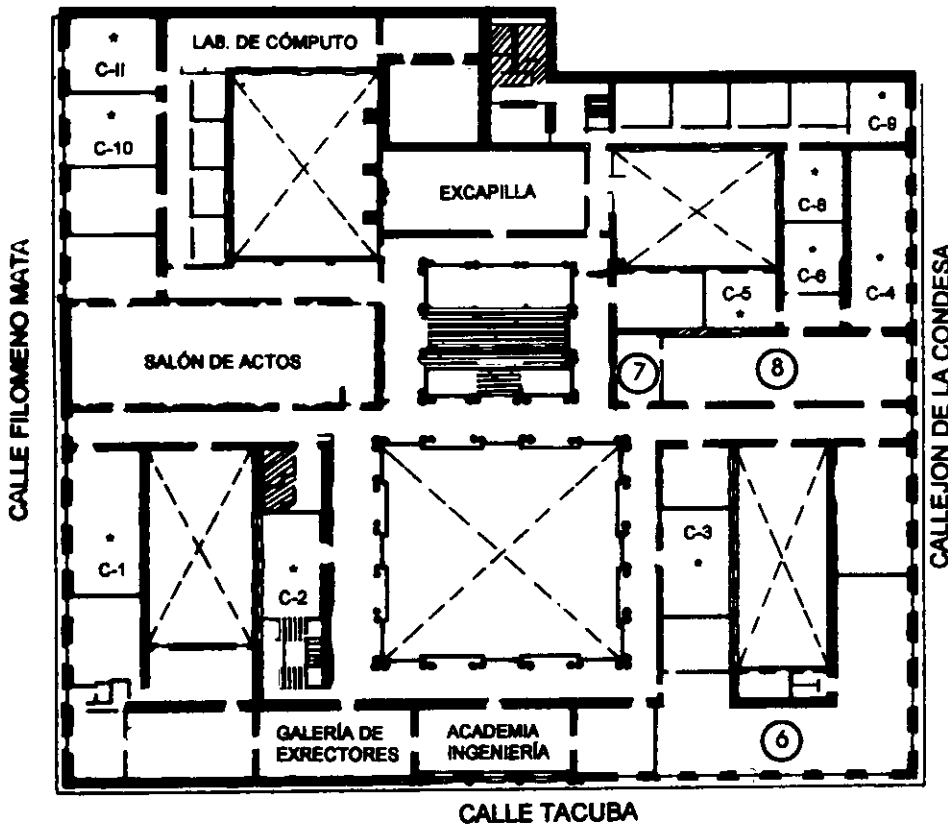 LAB. DE CÓMPUTO
*
C-11
*
C-10
*
C-9
EXCAPILLA
*
C-8
*
C-6
C-5
*
*
C-4
SALÓN DE ACTOS
7
8
CALLE FILOMENO MATA
CALLEJON DE LA CONDESA
*
C-1
*
C-2
C-3
*
GALERÍA DE
EXRECTORES
ACADEMIA
INGENIERÍA
6
CALLE TACUBA